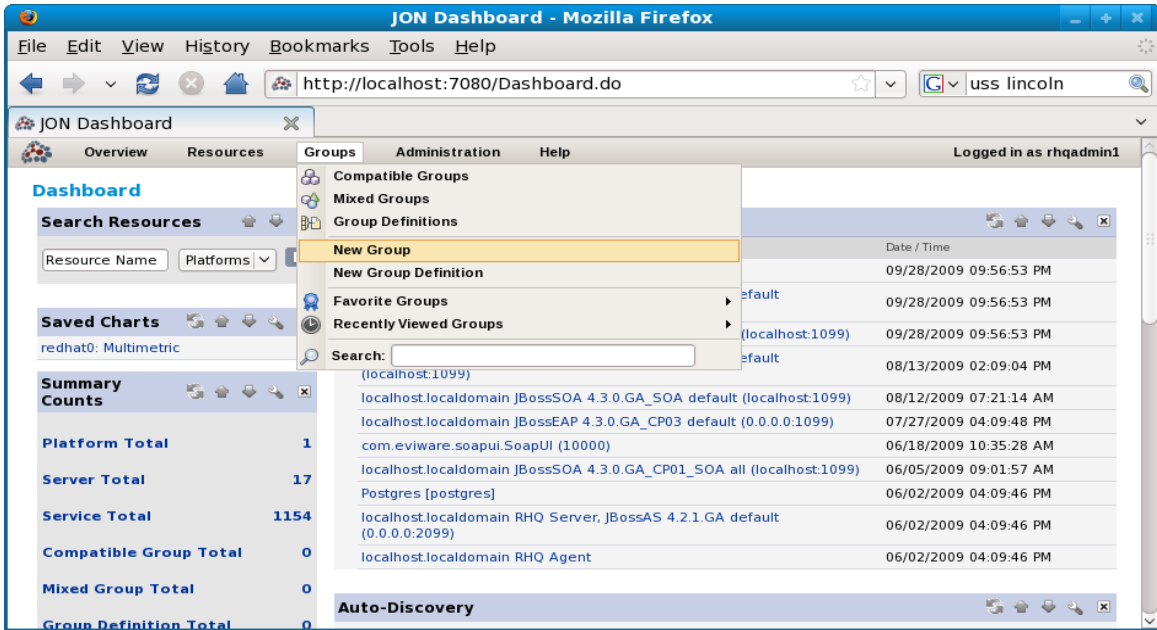 JON Dashboard - Mozilla Firefox
File Edit View History Bookmarks Tools Help
http://localhost:7080/Dashboard.do
G uss lincoln
JON Dashboard
Overview Resources Groups Administration Help Logged in as rhqadmin1
Dashboard
Search Resources
Resource Name Platforms
Saved Charts
redhat0: Multimetric
Summary Counts
Platform Total 1
Server Total 17
Service Total 1154
Compatible Group Total 0
Mixed Group Total 0
Group Definition Total 0
Compatible Groups
Mixed Groups
Group Definitions
New Group
New Group Definition
Favorite Groups
Recently Viewed Groups
Search:
Date / Time
09/28/2009 09:56:53 PM
efault 09/28/2009 09:56:53 PM
(localhost:1099) 09/28/2009 09:56:53 PM
efault
(localhost:1099) 08/13/2009 02:09:04 PM
localhost.localdomain JBossSOA 4.3.0.GA_SOA default (localhost:1099) 08/12/2009 07:21:14 AM
localhost.localdomain JBossEAP 4.3.0.GA_CP03 default (0.0.0.0:1099) 07/27/2009 04:09:48 PM
com.eviware.soapui.SoapUI (10000) 06/18/2009 10:35:28 AM
localhost.localdomain JBossSOA 4.3.0.GA_CP01_SOA all (localhost:1099) 06/05/2009 09:01:57 AM
Postgres [postgres] 06/02/2009 04:09:46 PM
localhost.localdomain RHQ Server, JBossAS 4.2.1.GA default
(0.0.0.0:2099) 06/02/2009 04:09:46 PM
localhost.localdomain RHQ Agent 06/02/2009 04:09:46 PM
Auto-Discovery